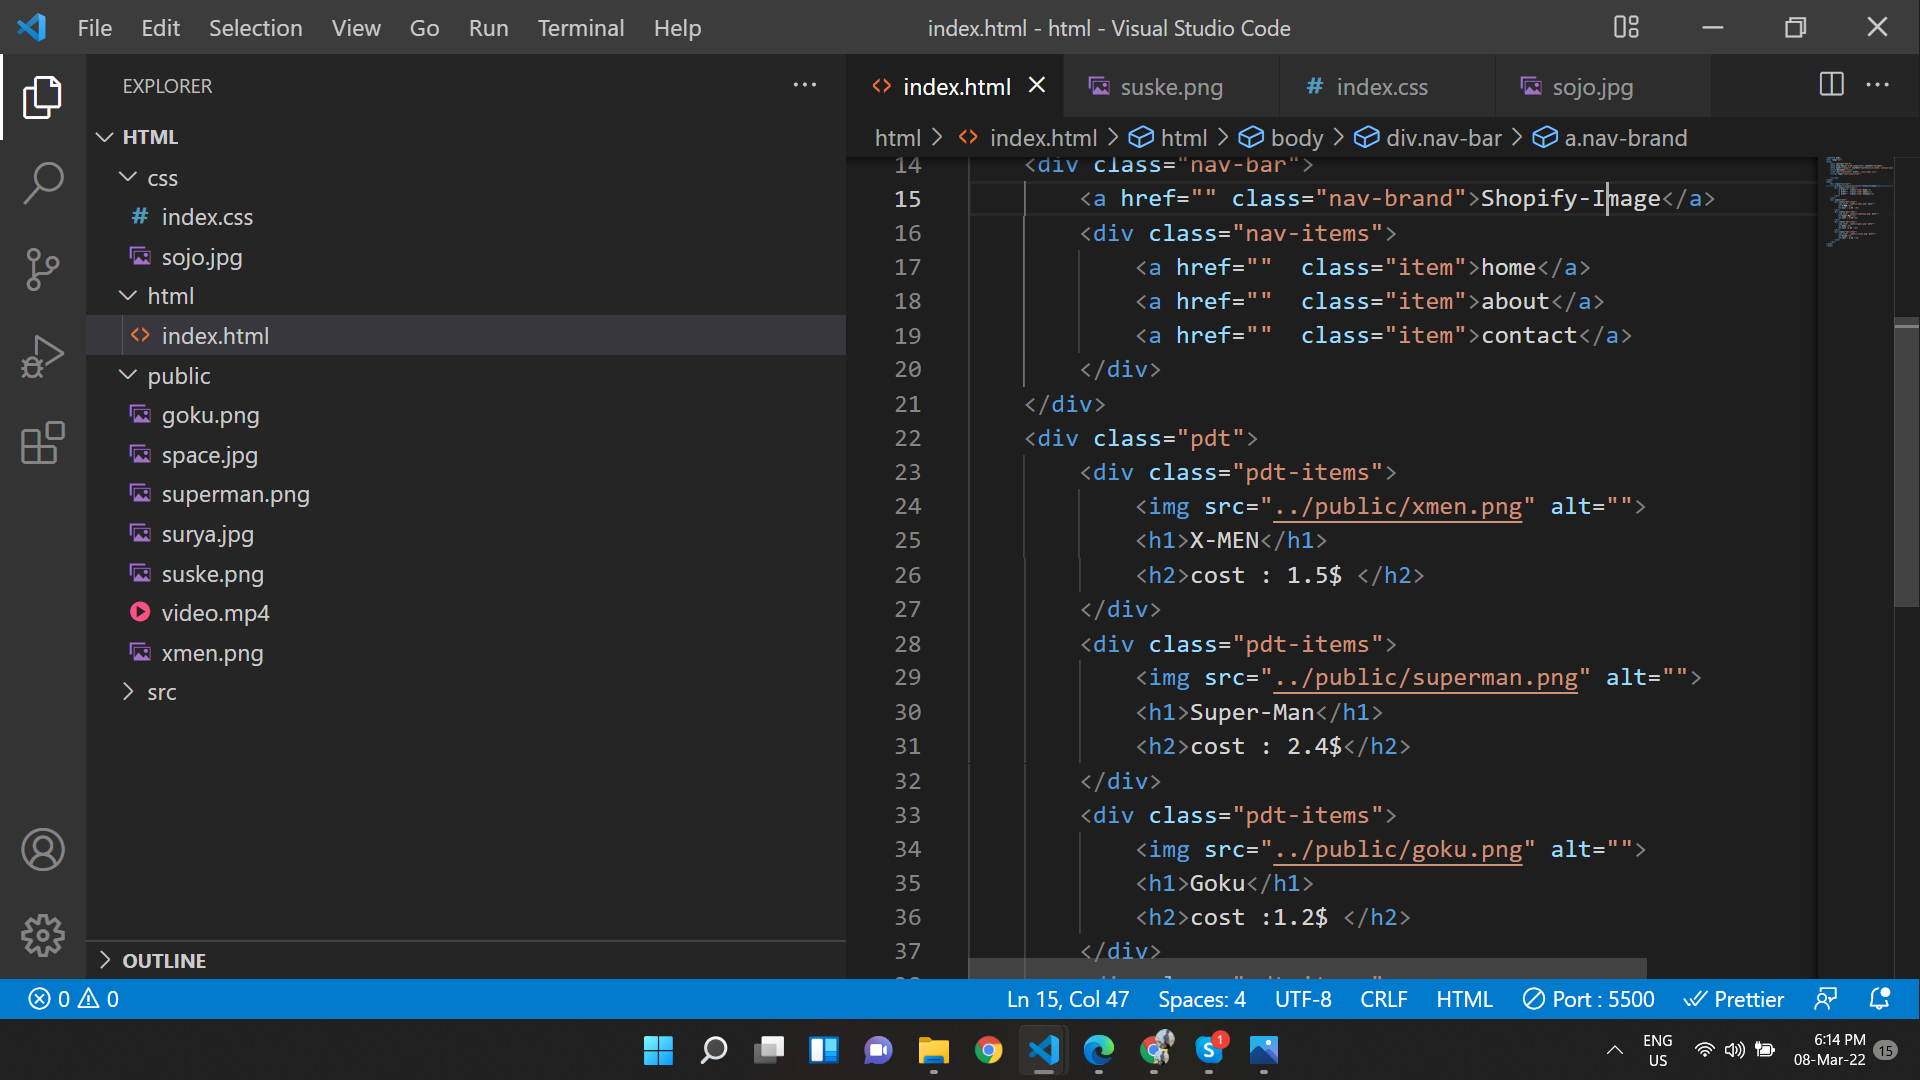 File Edit Selection View Go Run Terminal Help
index.html - html - Visual Studio Code
EXPLORER
HTML
css
# index.css
sojo.jpg
html
<> index.html
public
goku.png
space.jpg
superman.png
surya.jpg
suske.png
video.mp4
xmen.png
src
OUTLINE
<> index.html suske.png # index.css sojo.jpg
html > <> index.html > html > body > div.nav-bar > a.nav-brand
14 <div class="nav-bar">
15 <a href="" class="nav-brand">Shopify-Image</a>
16 <div class="nav-items">
17 <a href=""  class="item">home</a>
18 <a href=""  class="item">about</a>
19 <a href=""  class="item">contact</a>
20 </div>
21 </div>
22 <div class="pdt">
23 <div class="pdt-items">
24 <img src="../public/xmen.png" alt="">
25 <h1>X-MEN</h1>
26 <h2>cost : 1.5$ </h2>
27 </div>
28 <div class="pdt-items">
29 <img src="../public/superman.png" alt="">
30 <h1>Super-Man</h1>
31 <h2>cost : 2.4$</h2>
32 </div>
33 <div class="pdt-items">
34 <img src="../public/goku.png" alt="">
35 <h1>Goku</h1>
36 <h2>cost :1.2$ </h2>
37 </div>
0 0 Ln 15, Col 47 Spaces: 4 UTF-8 CRLF HTML Port : 5500 Prettier
1
ENG
US
6:14 PM
08-Mar-22
15